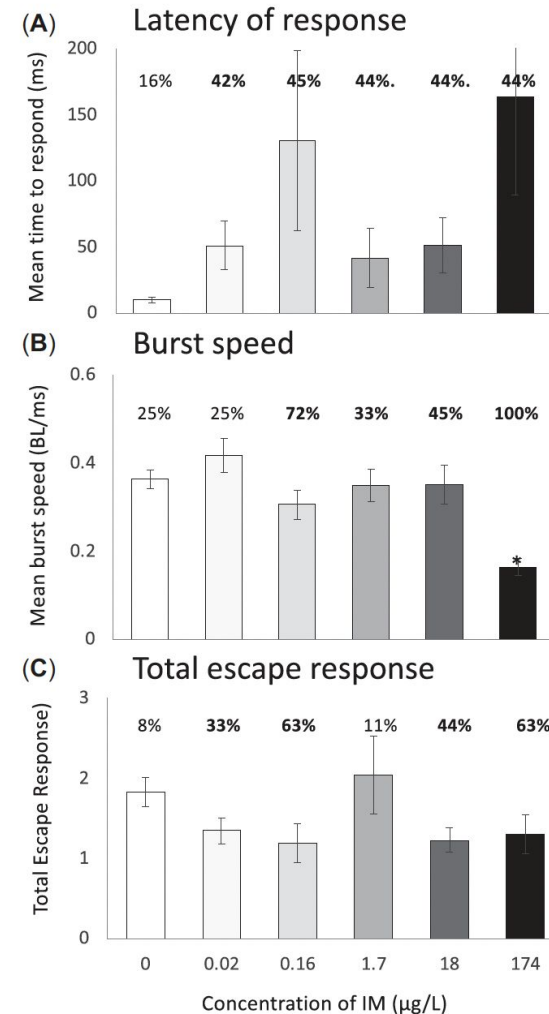 (A) Latency of response
Mean time to respond (ms)
200
150
100
50
0
16% 42% 45% 44%. 44%. 44%
(B) Burst speed
Mean burst speed (BL/ms)
0.6
0.4
0.2
0
25% 25% 72% 33% 45% 100%
*
(C) Total escape response
Total Escape Response)
3
2
1
0
8% 33% 63% 11% 44% 63%
0 0.02 0.16 1.7 18 174
Concentration of IM (µg/L)